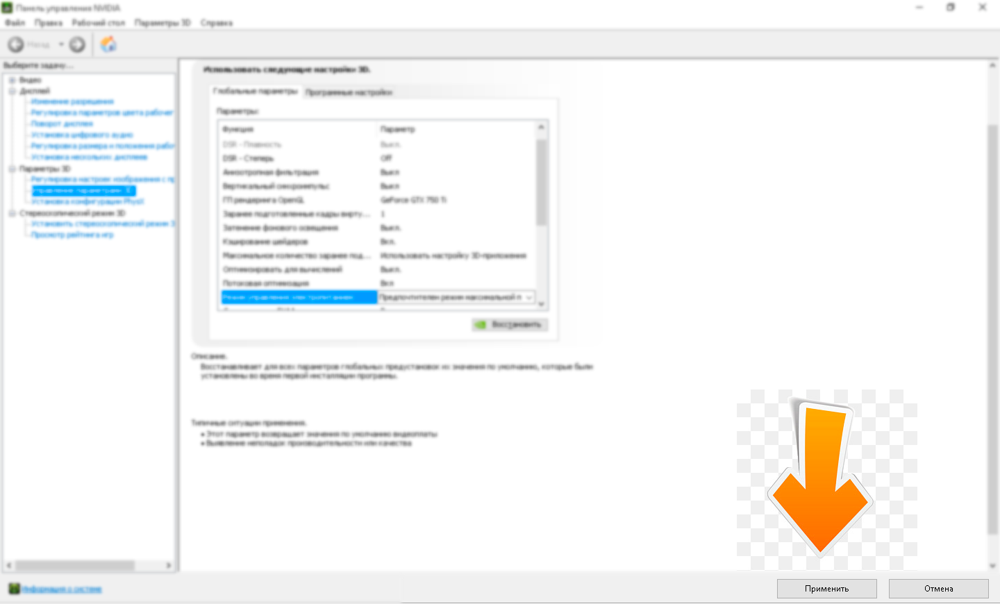 Панель управления NVIDIA
Файл Правка Рабочий стол Параметры 3D Справка
Назад
Выберите задачу...
Видео
Дисплей
Изменение разрешения
Регулировка параметров цвета рабочег
Поворот дисплея
Установка цифрового аудио
Регулировка размера и положения рабо
Установка нескольких дисплеев
Параметры 3D
Регулировка настроек изображения с пр
Управление параметрами 3D
Установка конфигурации PhysX
Стереоскопический режим 3D
Установить стереоскопический режим 3
Просмотр рейтинга игр
Информация о системе
Использовать следующие настройки 3D.
Глобальные параметры Программные настройки
Параметры:
Функция Параметр
DSR - Плавность Выкл.
DSR - Степень Off
Анизотропная фильтрация Выкл
Вертикальный синхроимпульс Выкл
ГП рендеринга OpenGL GeForce GTX 750 Ti
Заранее подготовленные кадры вирту... 1
Затенение фонового освещения Выкл.
Кэширование шейдеров Вкл.
Максимальное количество заранее под... Использовать настройку 3D-приложения
Оптимизировать для вычислений Выкл.
Потоковая оптимизация Вкл
Режим управления электропитанием Предпочтителен режим максимальной п
Восстановить
Описание.
Восстанавливает для всех параметров глобальных предустановок их значения по умолчанию, которые были
установлены во время первой инсталляции программы.
Типичные ситуации применения.
• Этот параметр возвращает значения по умолчанию видеоплаты
• Выявление неполадок производительности или качества
Применить Отмена